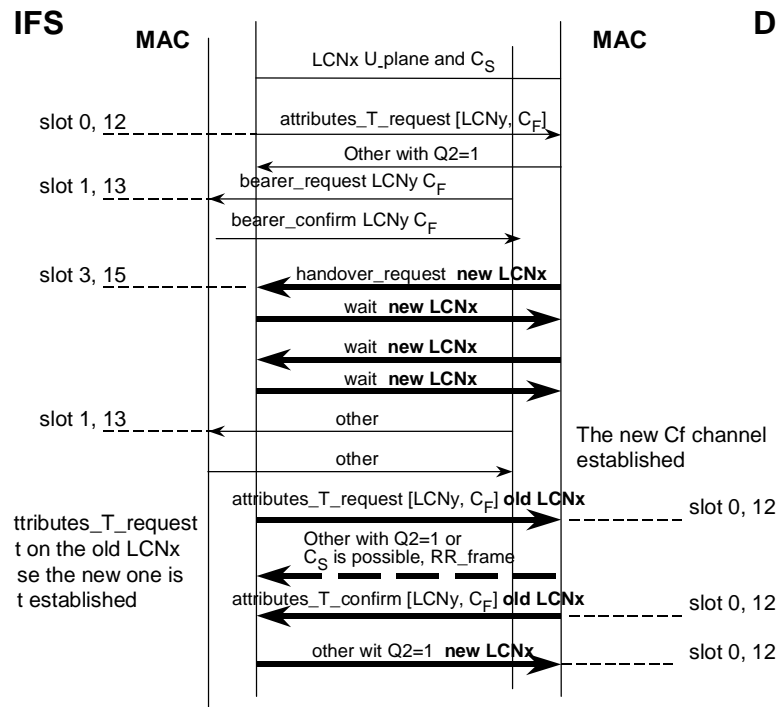 IFS
D
MAC
MAC
LCNx U_plane and CS
slot 0, 12
attributes_T_request [LCNy, CF]
Other with Q2=1
slot 1, 13
bearer_request LCNy CF
bearer_confirm LCNy CF
slot 3, 15
handover_request new LCNx
wait new LCNx
wait new LCNx
wait new LCNx
slot 1, 13
other
The new Cf channel
established
other
attributes_T_request [LCNy, CF] old LCNx
slot 0, 12
ttributes_T_request
t on the old LCNx
se the new one is
t established
Other with Q2=1 or
CS is possible, RR_frame
attributes_T_confirm [LCNy, CF] old LCNx
slot 0, 12
other wit Q2=1 new LCNx
slot 0, 12